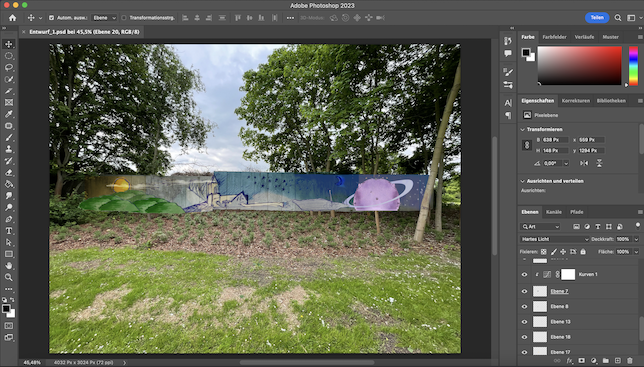 Adobe Photoshop 2023
Autom. ausw.: Ebene Transformationsstrg. 3D-Modus: Teilen
Entwurf_1.psd bei 45,5% (Ebene 20, RGB/8)
Farbe Farbfelder Verläufe Muster
Eigenschaften Korrekturen Bibliotheken
Pixelebene
Transformieren
B 638 Px x 559 Px
H 148 Px y 1294 Px
0,00°
Ausrichten und verteilen
Ausrichten:
Ebenen Kanäle Pfade
Art
Hartes Licht Deckkraft: 100%
Fixieren: Fläche: 100%
Kurven 1
Ebene 7
Ebene 8
Ebene 13
Ebene 18
Ebene 17
45,48% 4032 Px x 3024 Px (72 ppi)